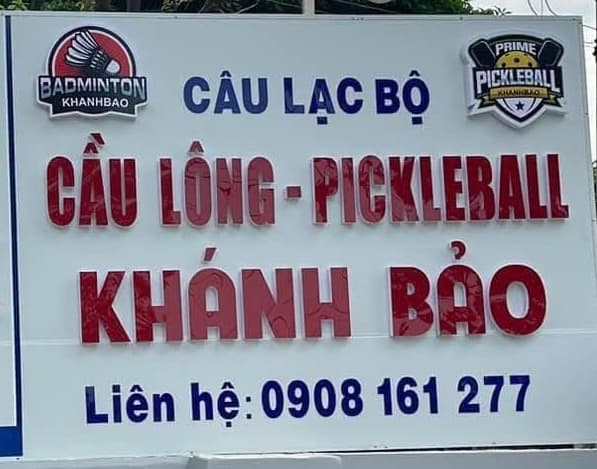 BADMINTON
KHANHBAO
PRIME
PICKLEBALL
KHANHBAO
CÂU LẠC BỘ
CẦU LÔNG - PICKLEBALL
KHÁNH BẢO
Liên hệ: 0908 161 277